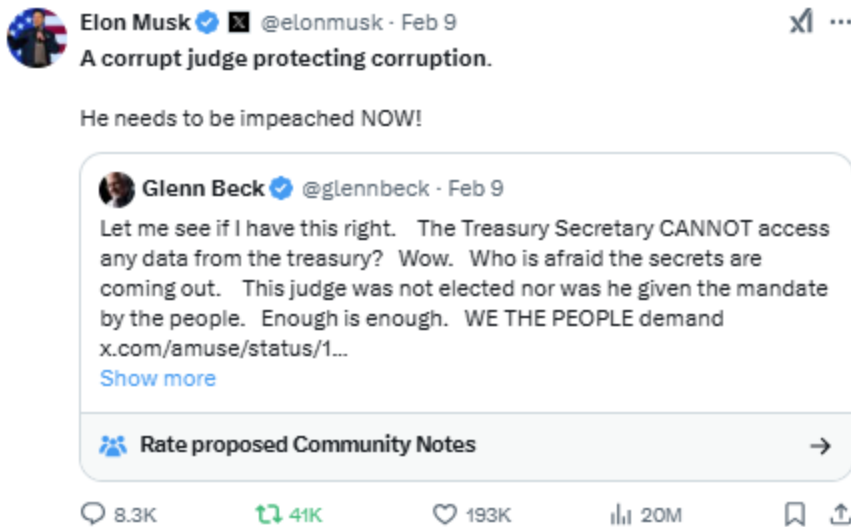 Elon Musk @elonmusk · Feb 9
A corrupt judge protecting corruption.
He needs to be impeached NOW!
Glenn Beck @glennbeck · Feb 9
Let me see if I have this right. The Treasury Secretary CANNOT access
any data from the treasury? Wow. Who is afraid the secrets are
coming out. This judge was not elected nor was he given the mandate
by the people. Enough is enough. WE THE PEOPLE demand
x.com/amuse/status/1...
Show more
Rate proposed Community Notes
8.3K 41K 193K 20M